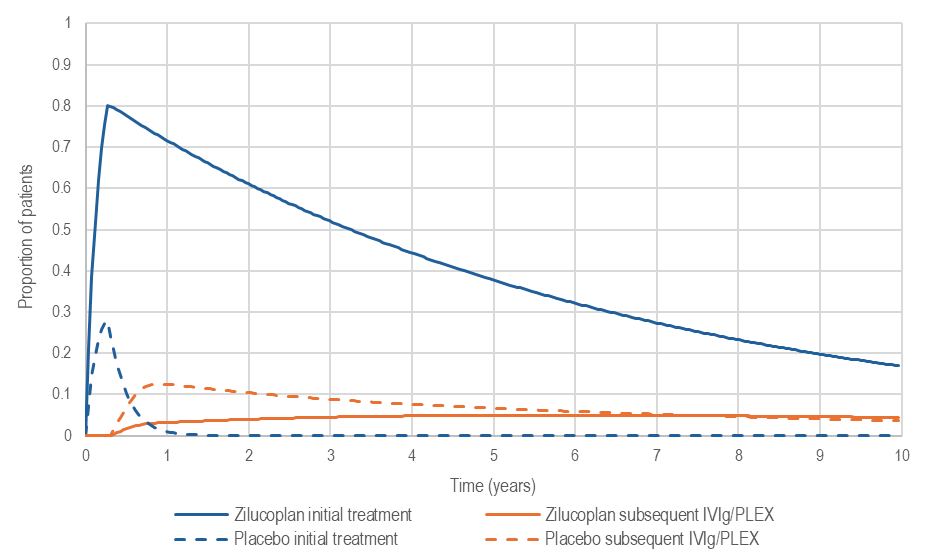 1
0.9
0.8
0.7
0.6
0.5
0.4
0.3
0.2
0.1
0
Proportion of patients
0 1 2 3 4 5 6 7 8 9 10
Time (years)
Zilucoplan initial treatment Zilucoplan subsequent IVIg/PLEX
Placebo initial treatment Placebo subsequent IVIg/PLEX